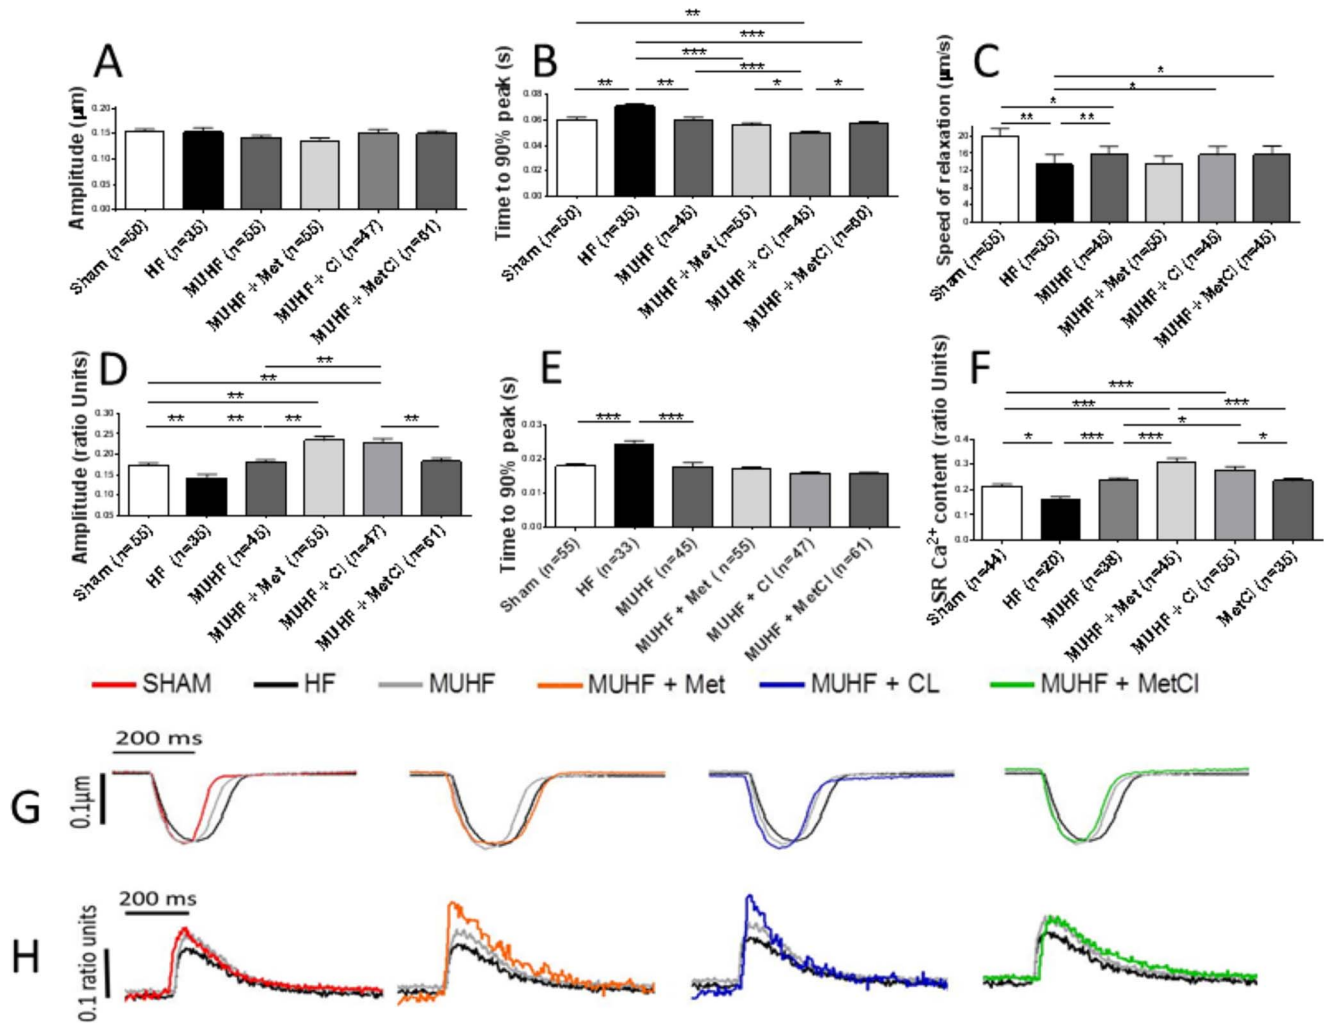 A
Amplitude (μm)
0.20
0.15
0.10
0.05
0.00
Sham (n=50)
HF (n=35)
MUHF (n=55)
MUHF + Met (n=55)
MUHF + Cl (n=47)
MUHF + MetCl (n=61)
B
Time to 90% peak (s)
**
***
***
***
** ** * *
0.08
0.06
0.04
0.02
0.00
Sham (n=50)
HF (n=35)
MUHF (n=45)
MUHF + Met (n=55)
MUHF + Cl (n=45)
MUHF + MetCl (n=60)
C
Speed of relaxation (μm/s)
*
*
*
** **
20
16
12
8
4
0
Sham (n=55)
HF (n=35)
MUHF (n=45)
MUHF + Met (n=55)
MUHF + Cl (n=45)
MUHF + MetCl (n=45)
D
Amplitude (ratio Units)
**
**
**
** ** ** **
0.30
0.25
0.20
0.15
0.10
0.05
Sham (n=55)
HF (n=35)
MUHF (n=45)
MUHF + Met (n=55)
MUHF + Cl (n=47)
MUHF + MetCl (n=61)
E
Time to 90% peak (s)
*** ***
0.03
0.02
0.01
0.00
Sham (n=55)
HF (n=33)
MUHF (n=45)
MUHF + Met ( n=55)
MUHF + Cl (n=47)
MUHF + MetCl (n=61)
F
SR Ca2+ content (ratio Units)
***
*** ***
*
* *** *** *
0.4
0.3
0.2
0.1
0.0
Sham (n=44)
HF (n=20)
MUHF (n=38)
MUHF + Met (n=45)
MUHF + Cl (n=55)
MetCl (n=35)
SHAM HF MUHF MUHF + Met MUHF + CL MUHF + MetCl
G
200 ms
0.1μm
H
200 ms
0.1 ratio units